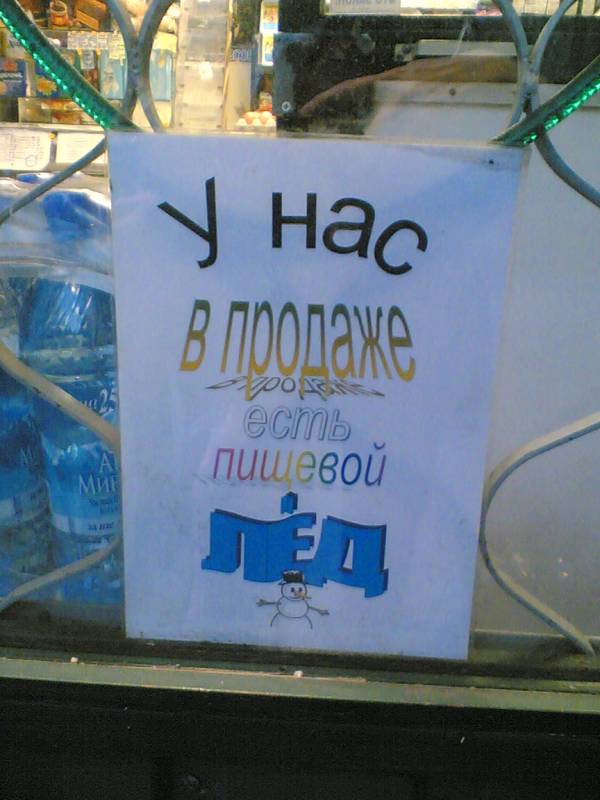 У нас
в продаже
есть
пищевой
ЛЁД